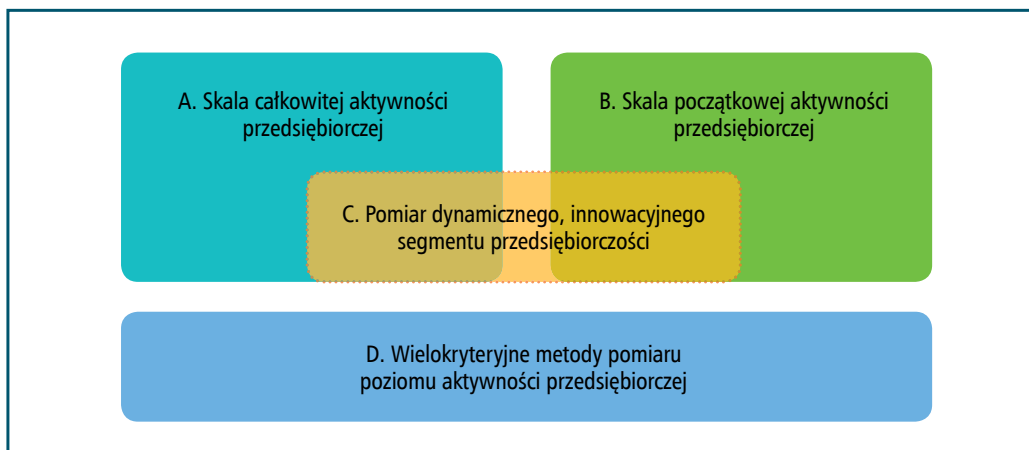 A. Skala całkowitej aktywności
przedsiębiorczej
B. Skala początkowej aktywności
przedsiębiorczej
C. Pomiar dynamicznego, innowacyjnego
segmentu przedsiębiorczości
D. Wielokryteryjne metody pomiaru
poziomu aktywności przedsiębiorczej